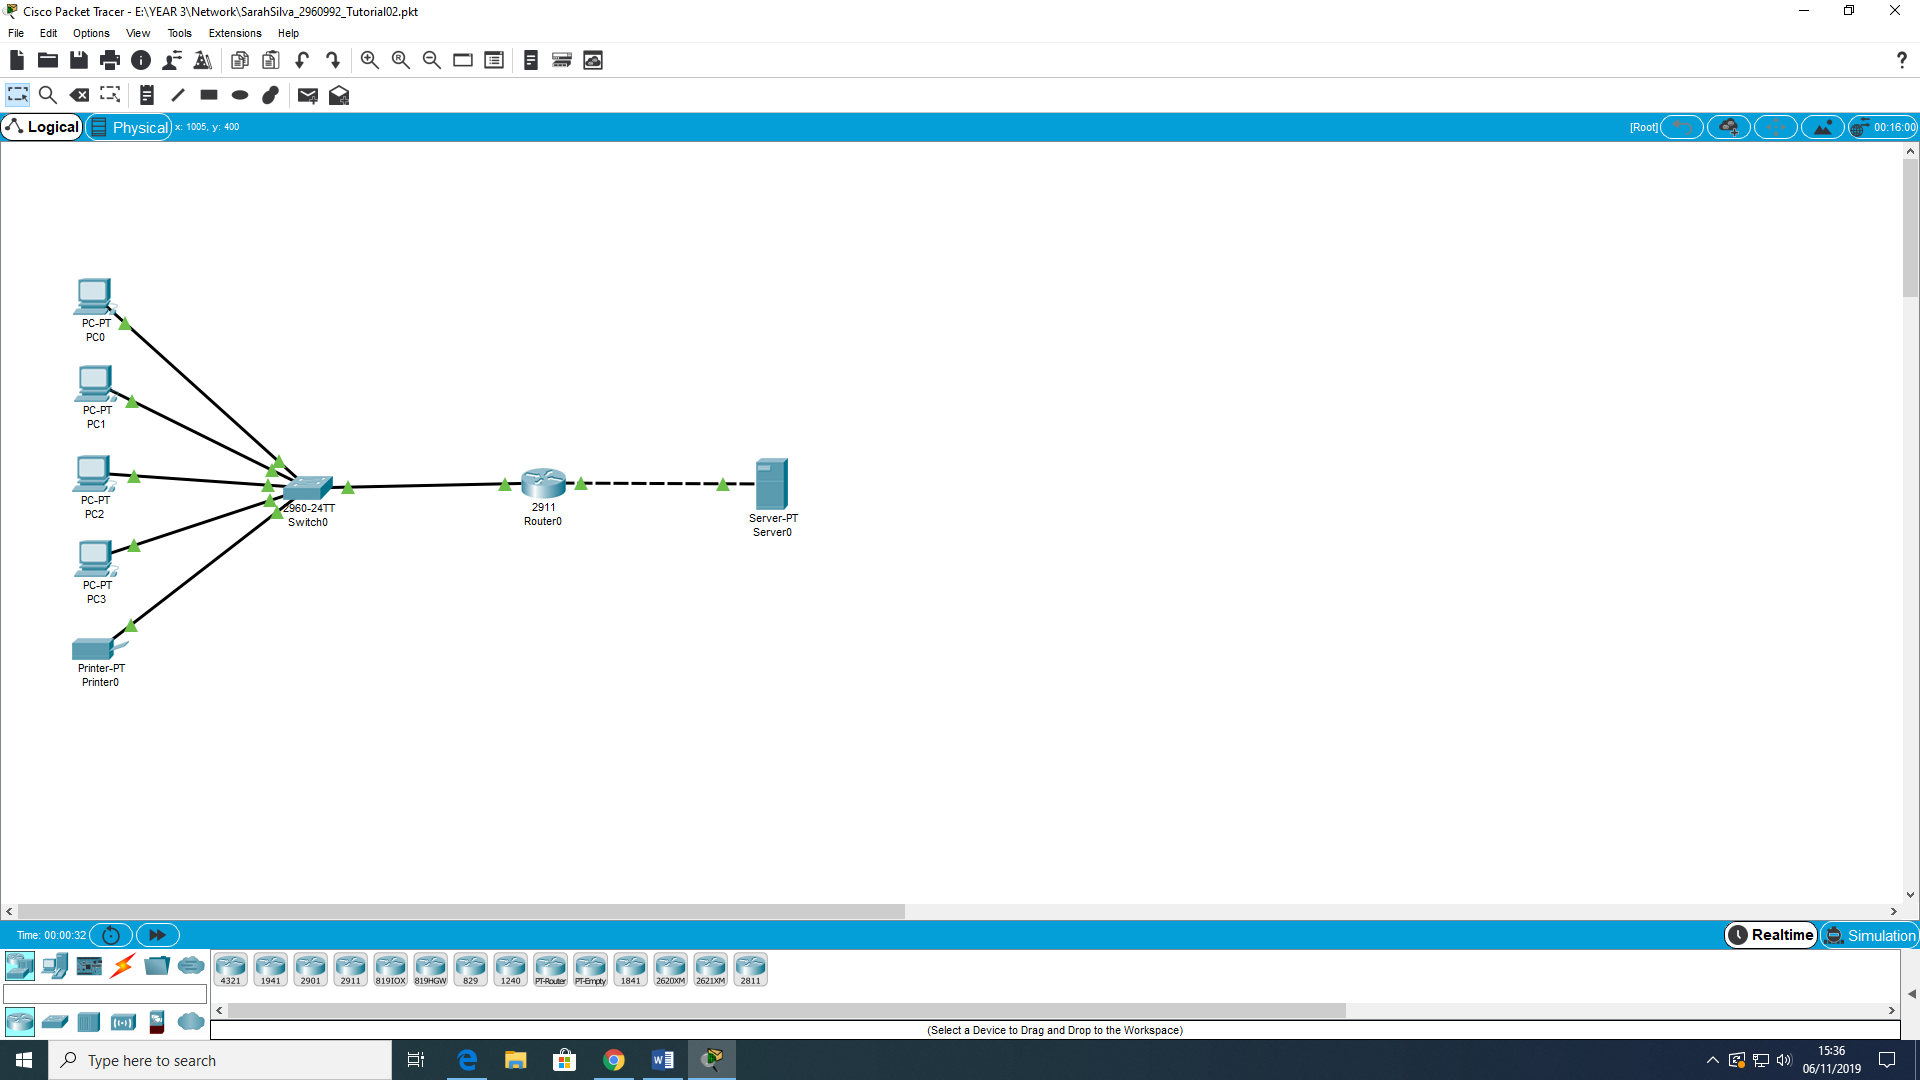 Cisco Packet Tracer - E:\YEAR 3\Network\SarahSilva_2960992_Tutorial02.pkt
File Edit Options View Tools Extensions Help
?
Logical Physical x: 1005, y: 400 [Root] 00:16:00
PC-PT
PC0
PC-PT
PC1
PC-PT
PC2
PC-PT
PC3
Printer-PT
Printer0
2960-24TT
Switch0
2911
Router0
Server-PT
Server0
Time: 00:00:32 Realtime Simulation
4321 1941 2901 2911 819IOX 819HGW 829 1240 PT-Router PT-Empty 1841 2620XM 2621XM 2811
(Select a Device to Drag and Drop to the Workspace)
Type here to search
15:36
06/11/2019